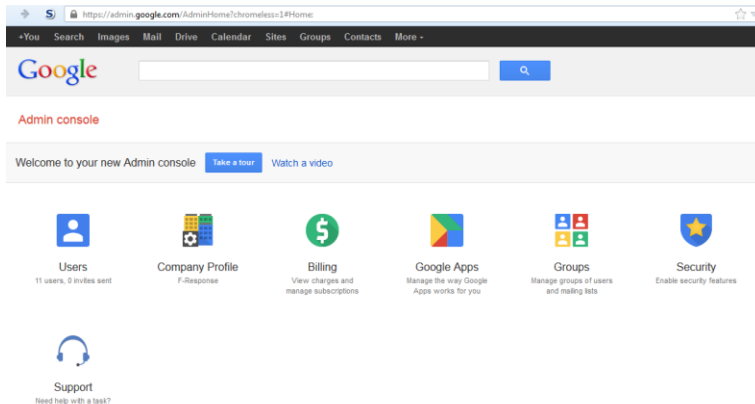 https://admin.google.com/AdminHome?chromeless=1#Home:
+You Search Images Mail Drive Calendar Sites Groups Contacts More
Google
Admin console
Welcome to your new Admin console Take a tour Watch a video
Users Company Profile Billing Google Apps Groups Security
11 users, 0 invites sent F-Response View charges and Manage the way Google Manage groups of users Enable security features
manage subscriptions Apps works for you and mailing lists
Support
Need help with a task?